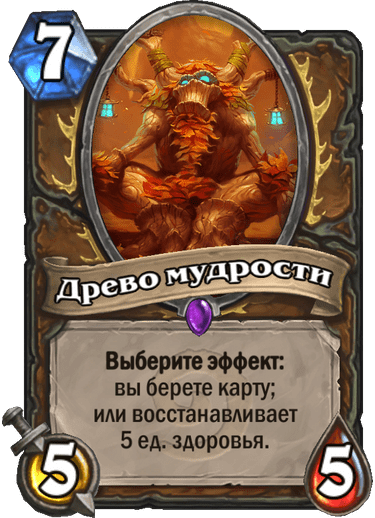 7
Древо мудрости
Выберите эффект:
вы берете карту;
или восстанавливает
5 ед. здоровья.
5
5